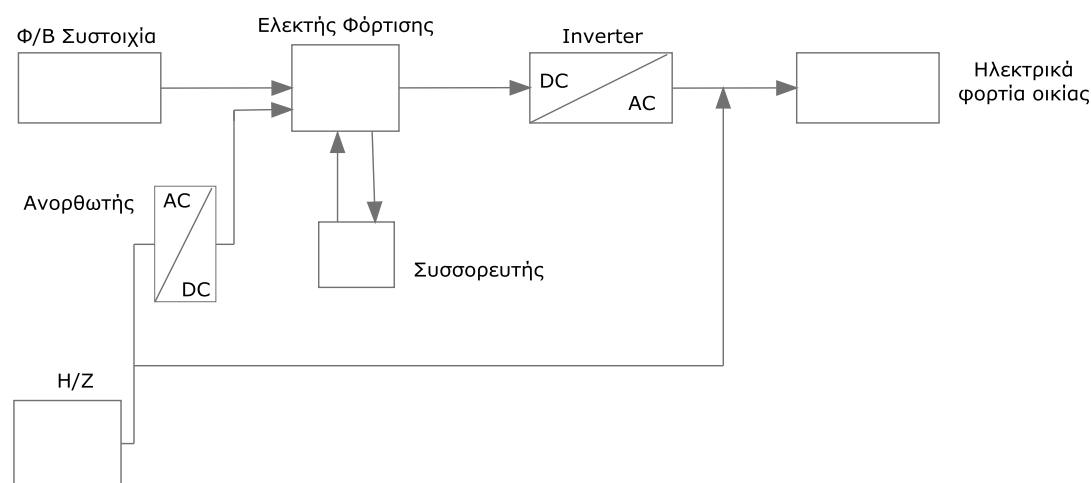 Φ/Β Συστοιχία
Ελεκτής Φόρτισης
Inverter
DC
AC
Ηλεκτρικά
φορτία οικίας
Ανορθωτής
AC
DC
Συσσορευτής
Η/Ζ